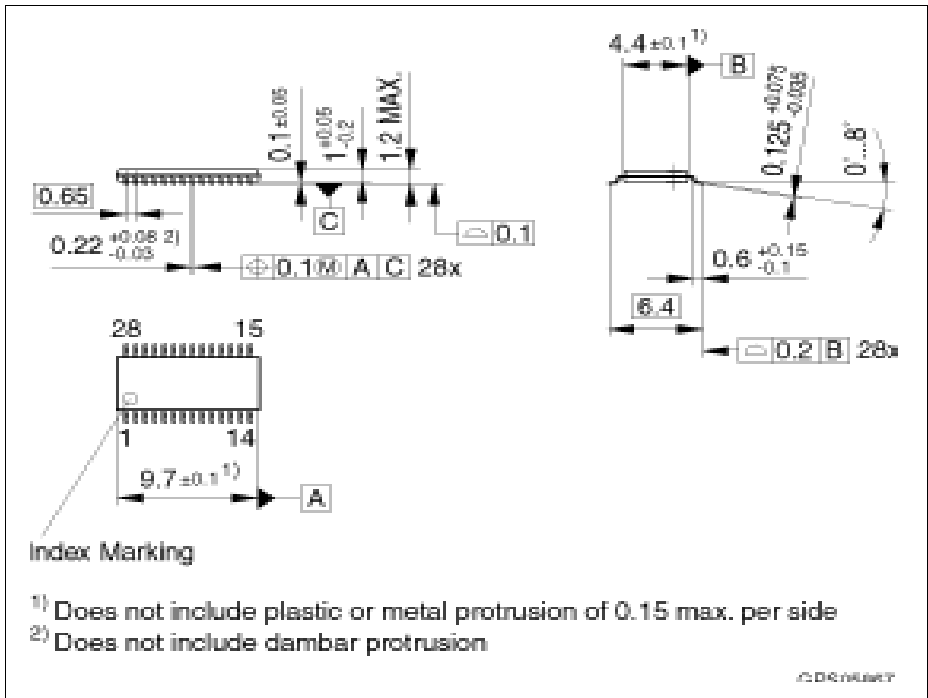 4.4 ±0.1 1)
B
0.1 ±0.05
1 +0.05 -0.2
1.2 MAX.
0.125 +0.075 -0.035
0˚...8˚
0.65
C
0.1
0.22 +0.08 2) -0.03
0.1 Ⓜ A C 28x
0.6 +0.15 -0.1
6.4
0.2 B 28x
28 15
1 14
9.7 ±0.1 1)
A
Index Marking
1) Does not include plastic or metal protrusion of 0.15 max. per side
2) Does not include dambar protrusion